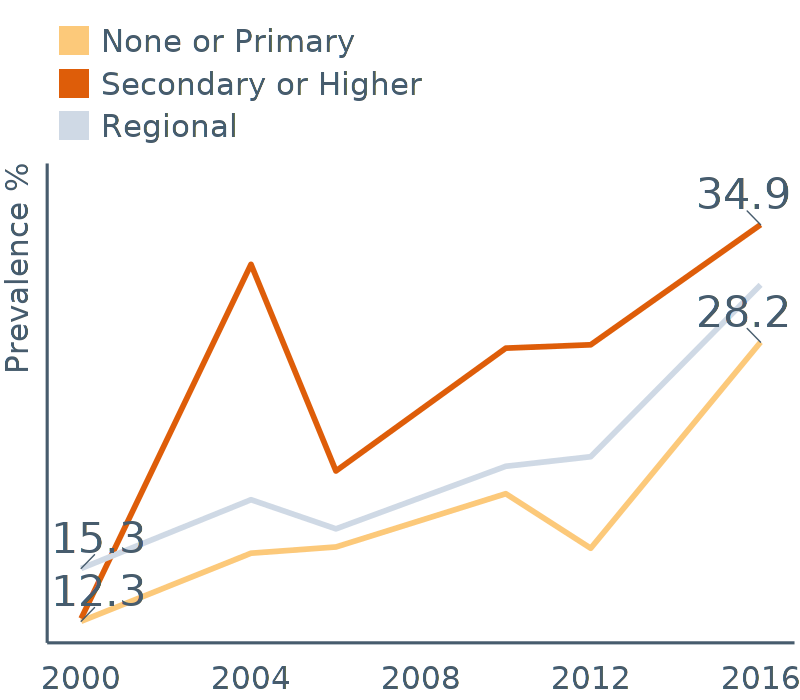 None or Primary
Secondary or Higher
Regional
Prevalence %
34.9
28.2
15.3
12.3
2000 2004 2008 2012 2016